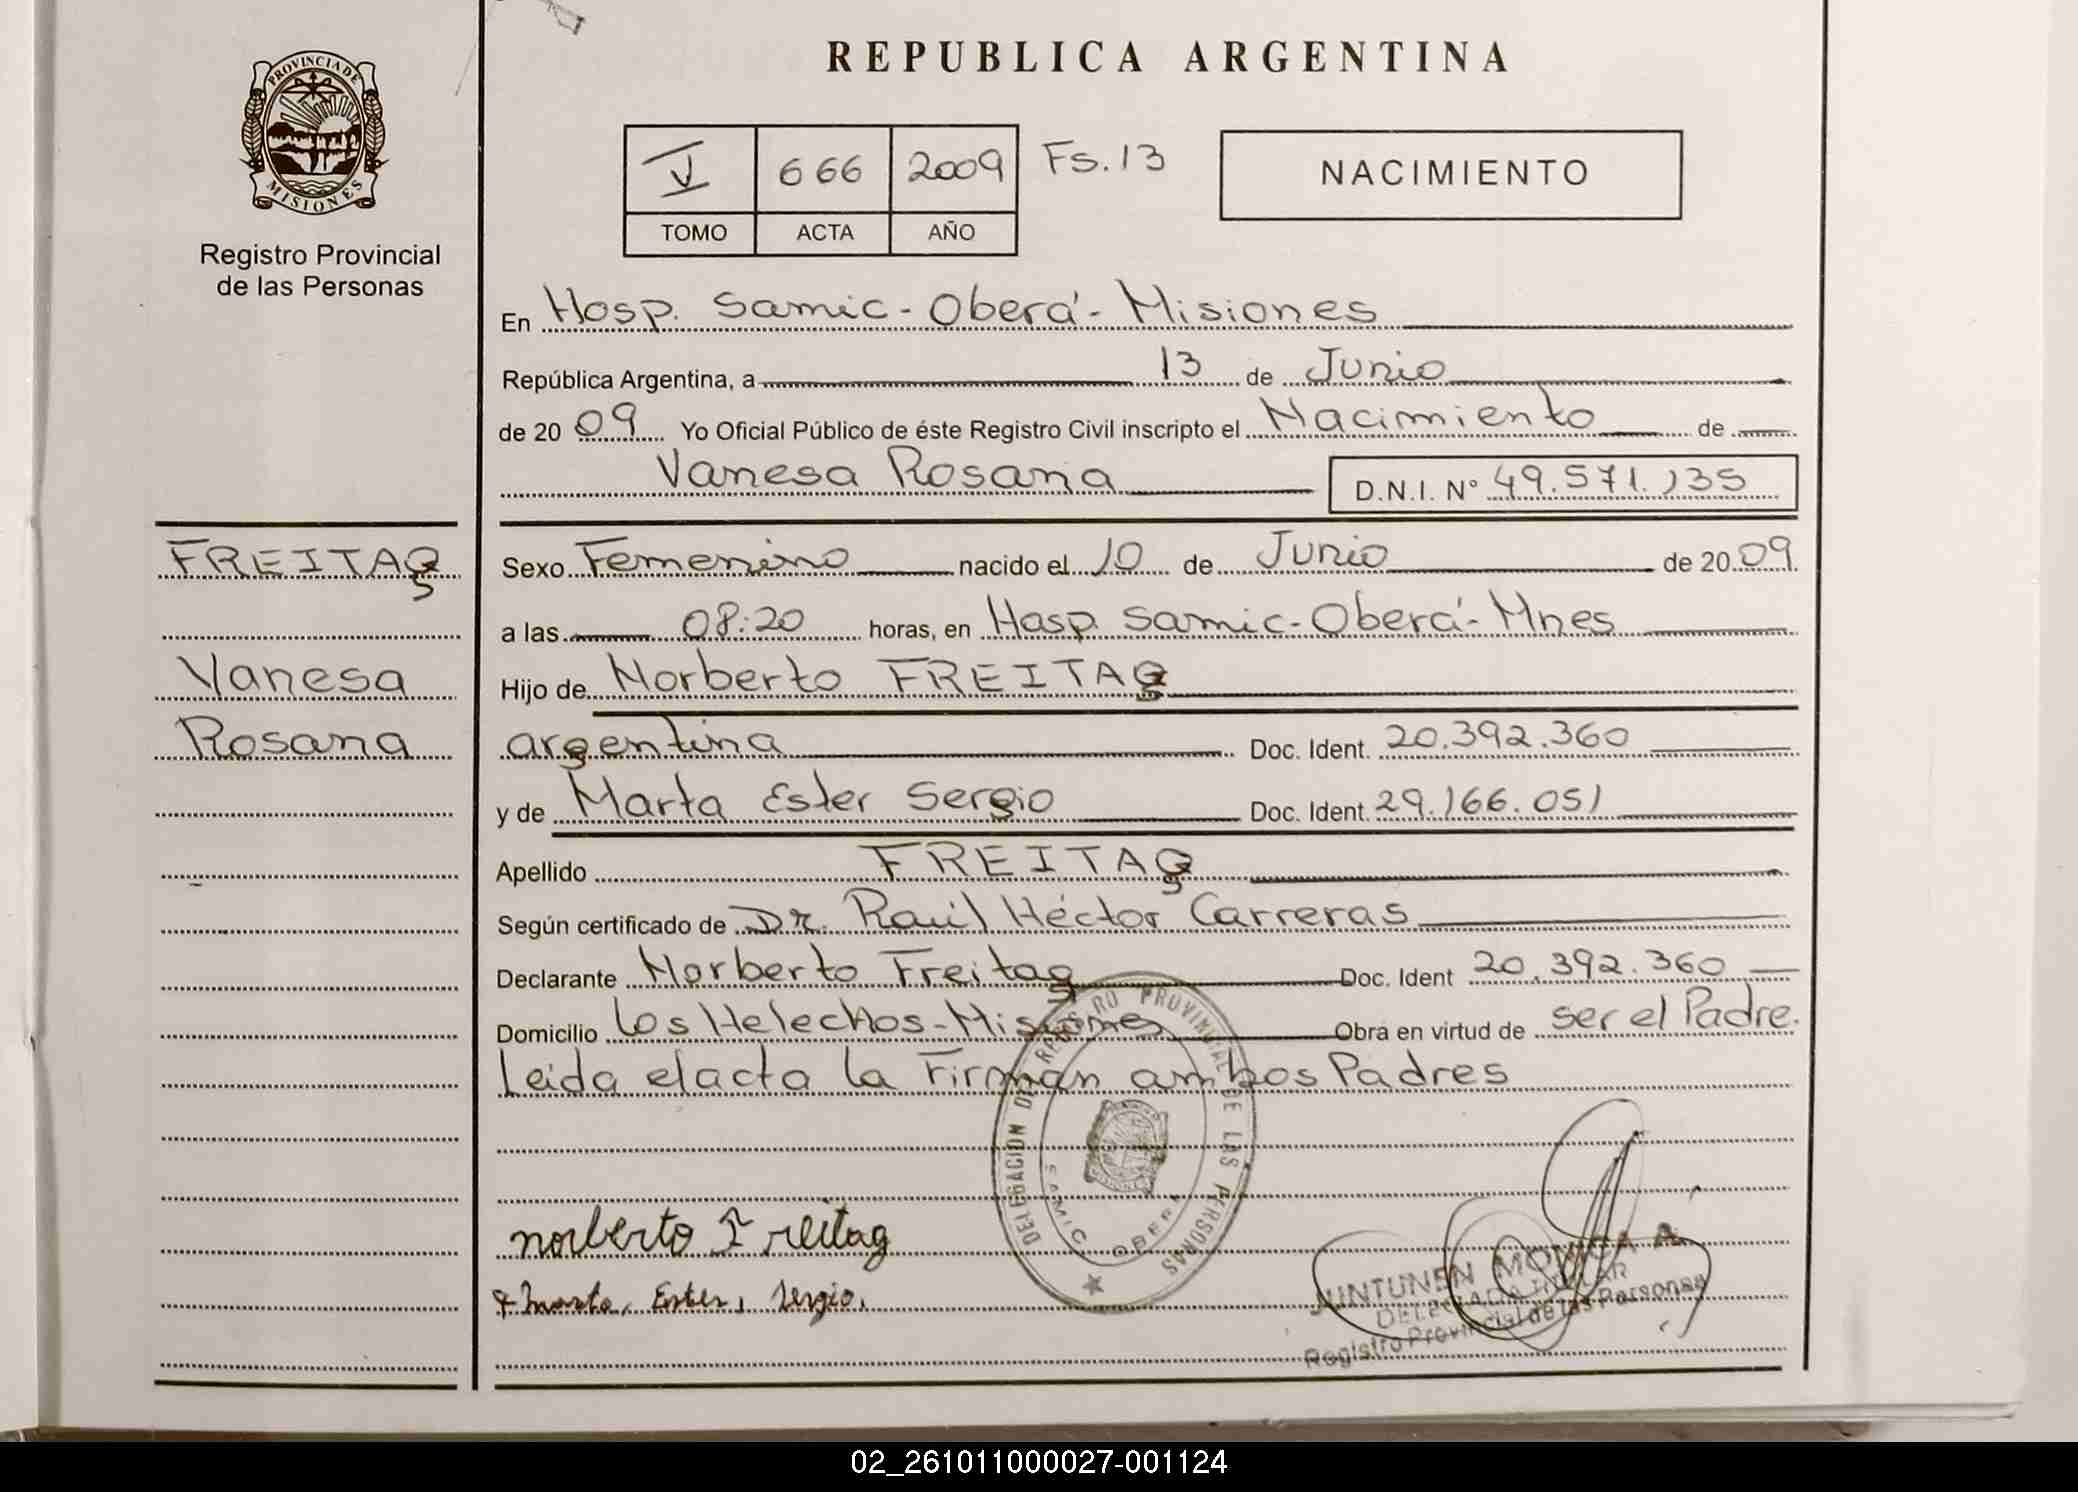 PROVINCIA DE
MISIONES
Registro Provincial
de las Personas
REPUBLICA ARGENTINA
V 666 2009 Fs.13
TOMO ACTA AÑO
NACIMIENTO
En Hosp. Samic - Oberá - Misiones
República Argentina, a 13 de Junio
de 2009 Yo Oficial Público de éste Registro Civil inscripto el Nacimiento de
Vanesa Rosana D.N.I. N° 49.571.135
FREITAG
Vanesa
Rosana
Sexo Femenino nacido el 10 de Junio de 2009
a las 08:20 horas, en Hosp. Samic - Oberá - Mnes
Hijo de Norberto FREITAG
argentina Doc. Ident. 20.392.360
y de Marta Ester Sergio Doc. Ident. 29.166.051
Apellido FREITAG
Según certificado de Dr. Raúl Héctor Carreras
Declarante Norberto Freitag Doc. Ident 20.392.360
Domicilio Los Helechos - Misiones Obra en virtud de ser el Padre.
Leida el acta la Firman ambos Padres
DELEGACION DEL REGISTRO PROVINCIAL DE LAS PERSONAS
SAMIC OBERA
norberto Freitag
Marta, Ester, Sergio.
JUNTUNEN MONICA A.
DELEGADA TITULAR
Registro Provincial de las Personas
02_261011000027-001124